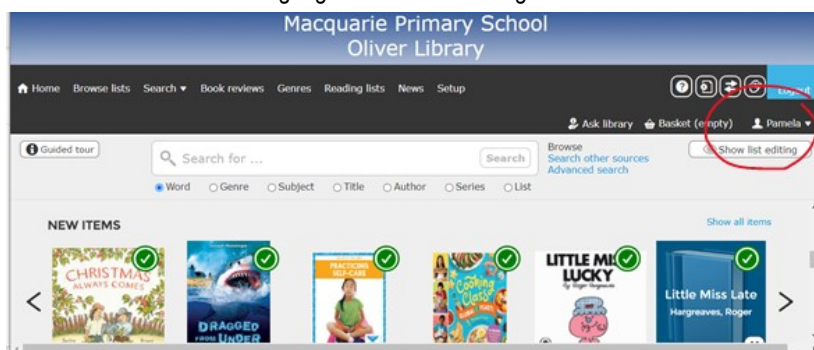 Macquarie Primary School
Oliver Library
Home Browse lists Search ▾ Book reviews Genres Reading lists News Setup
Logout
Ask library Basket (empty) Pamela ▾
Guided tour
Search for ...
Search
Browse
Search other sources
Advanced search
Show list editing
Word Genre Subject Title Author Series List
NEW ITEMS
Show all items
CHRISTMAS
ALWAYS COMES
DRAGGED
FROM UNDER
PRACTICING
SELF-CARE
Cooking
Class
LITTLE MI
LUCKY
By Roger Hargreaves
Little Miss Late
Hargreaves, Roger